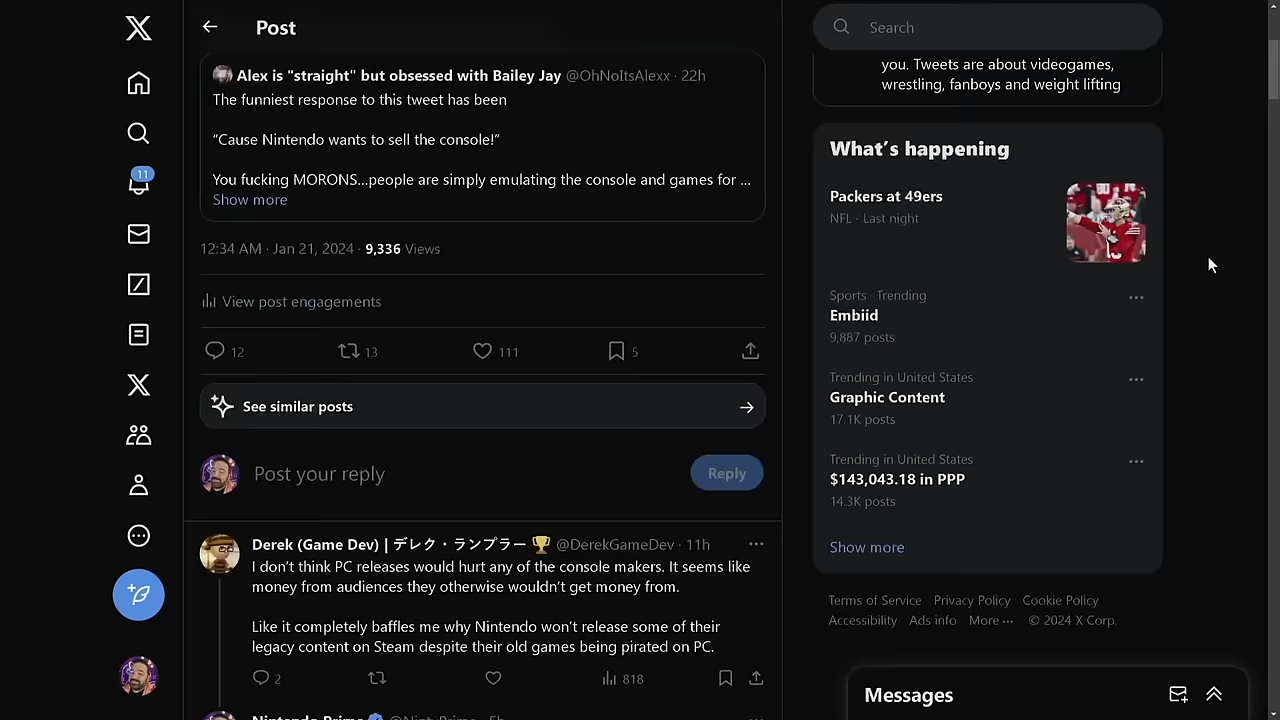 Post
Alex is "straight" but obsessed with Bailey Jay @OhNoItsAlexx · 22h
The funniest response to this tweet has been
“Cause Nintendo wants to sell the console!”
You fucking MORONS...people are simply emulating the console and games for ...
Show more
12:34 AM · Jan 21, 2024 · 9,336 Views
View post engagements
12 13 111 5
See similar posts
11
Post your reply
Reply
Derek (Game Dev) | デレク・ランプラー 🏆 @DerekGameDev · 11h
I don’t think PC releases would hurt any of the console makers. It seems like
money from audiences they otherwise wouldn’t get money from.
Like it completely baffles me why Nintendo won’t release some of their
legacy content on Steam despite their old games being pirated on PC.
2 818
Nintendo Prime @NintyPrime · 5h
Search
you. Tweets are about videogames,
wrestling, fanboys and weight lifting
What’s happening
Packers at 49ers
NFL · Last night
Sports · Trending
Embiid
9,887 posts
Trending in United States
Graphic Content
17.1K posts
Trending in United States
$143,043.18 in PPP
14.3K posts
Show more
Terms of Service Privacy Policy Cookie Policy
Accessibility Ads info More ··· © 2024 X Corp.
Messages